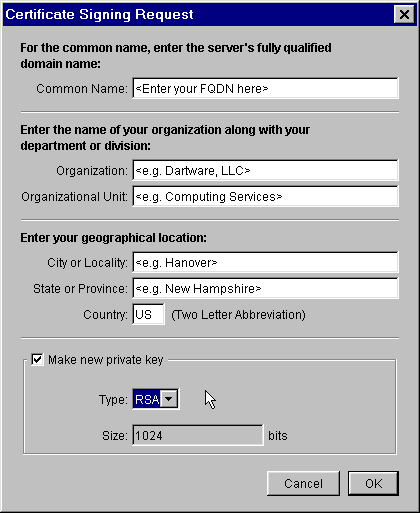 Certificate Signing Request
For the common name, enter the server's fully qualified
domain name:
Common Name: <Enter your FQDN here>
Enter the name of your organization along with your
department or division:
Organization: <e.g. Dartware, LLC>
Organizational Unit: <e.g. Computing Services>
Enter your geographical location:
City or Locality: <e.g. Hanover>
State or Province: <e.g. New Hampshire>
Country: US (Two Letter Abbreviation)
Make new private key
Type: RSA
Size: 1024 bits
Cancel OK